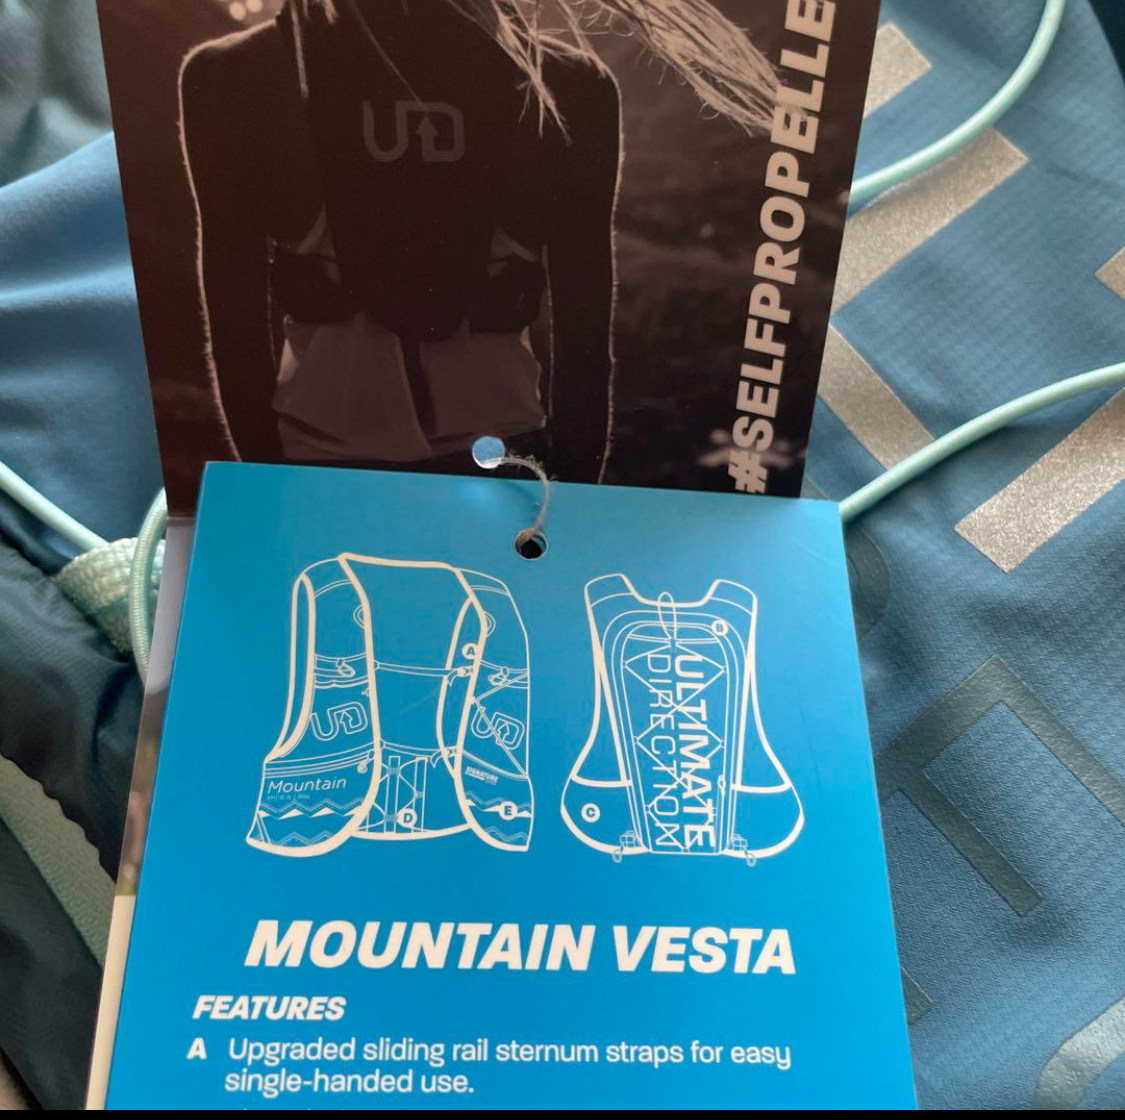 UD
#SELFPROPELLE
A
B
UD
UD
ULTIMATE
DIRECTION
SIGNATURE
Mountain
C
D
E
MOUNTAIN VESTA
FEATURES
A Upgraded sliding rail sternum straps for easy
single-handed use.